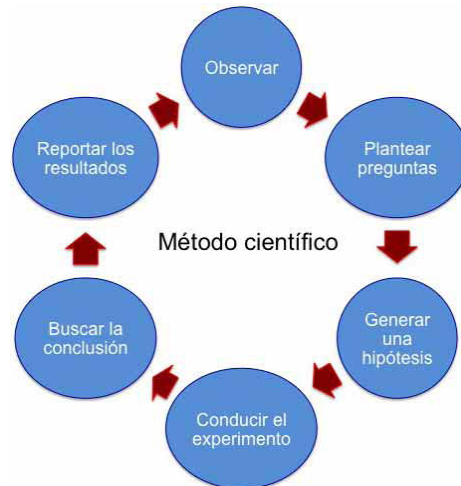 Observar
Plantear
preguntas
Generar
una
hipótesis
Conducir el
experimento
Buscar la
conclusión
Reportar los
resultados
Método científico